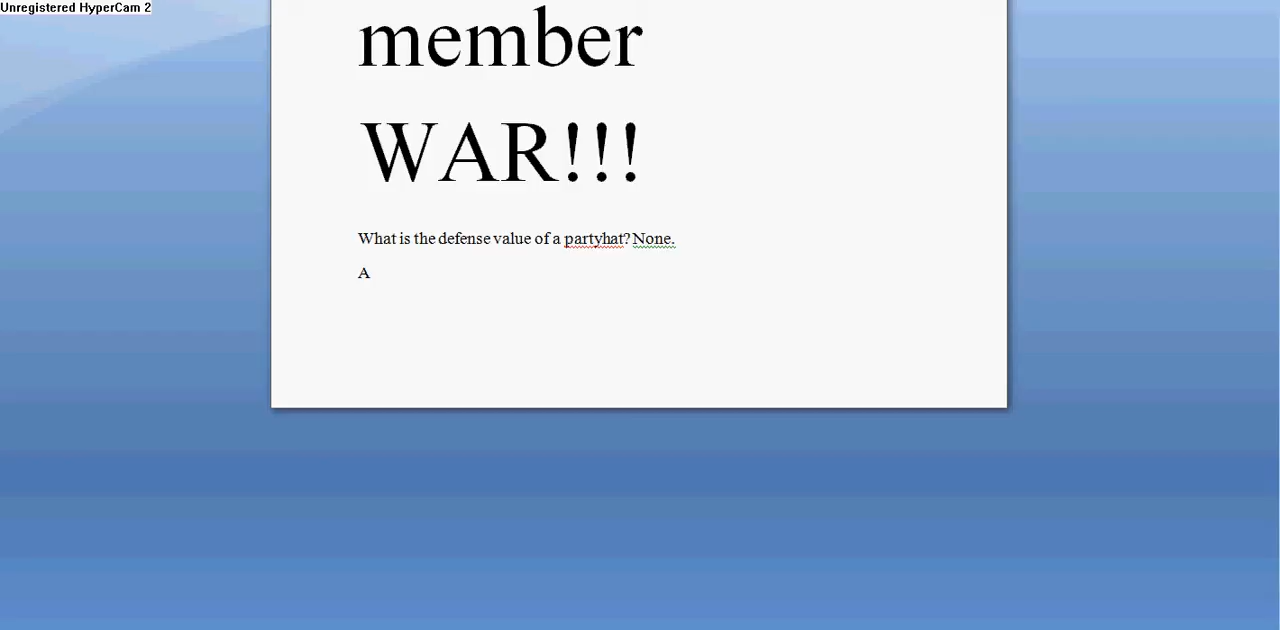 Unregistered HyperCam 2
member
WAR!!!
What is the defense value of a partyhat? None.
A